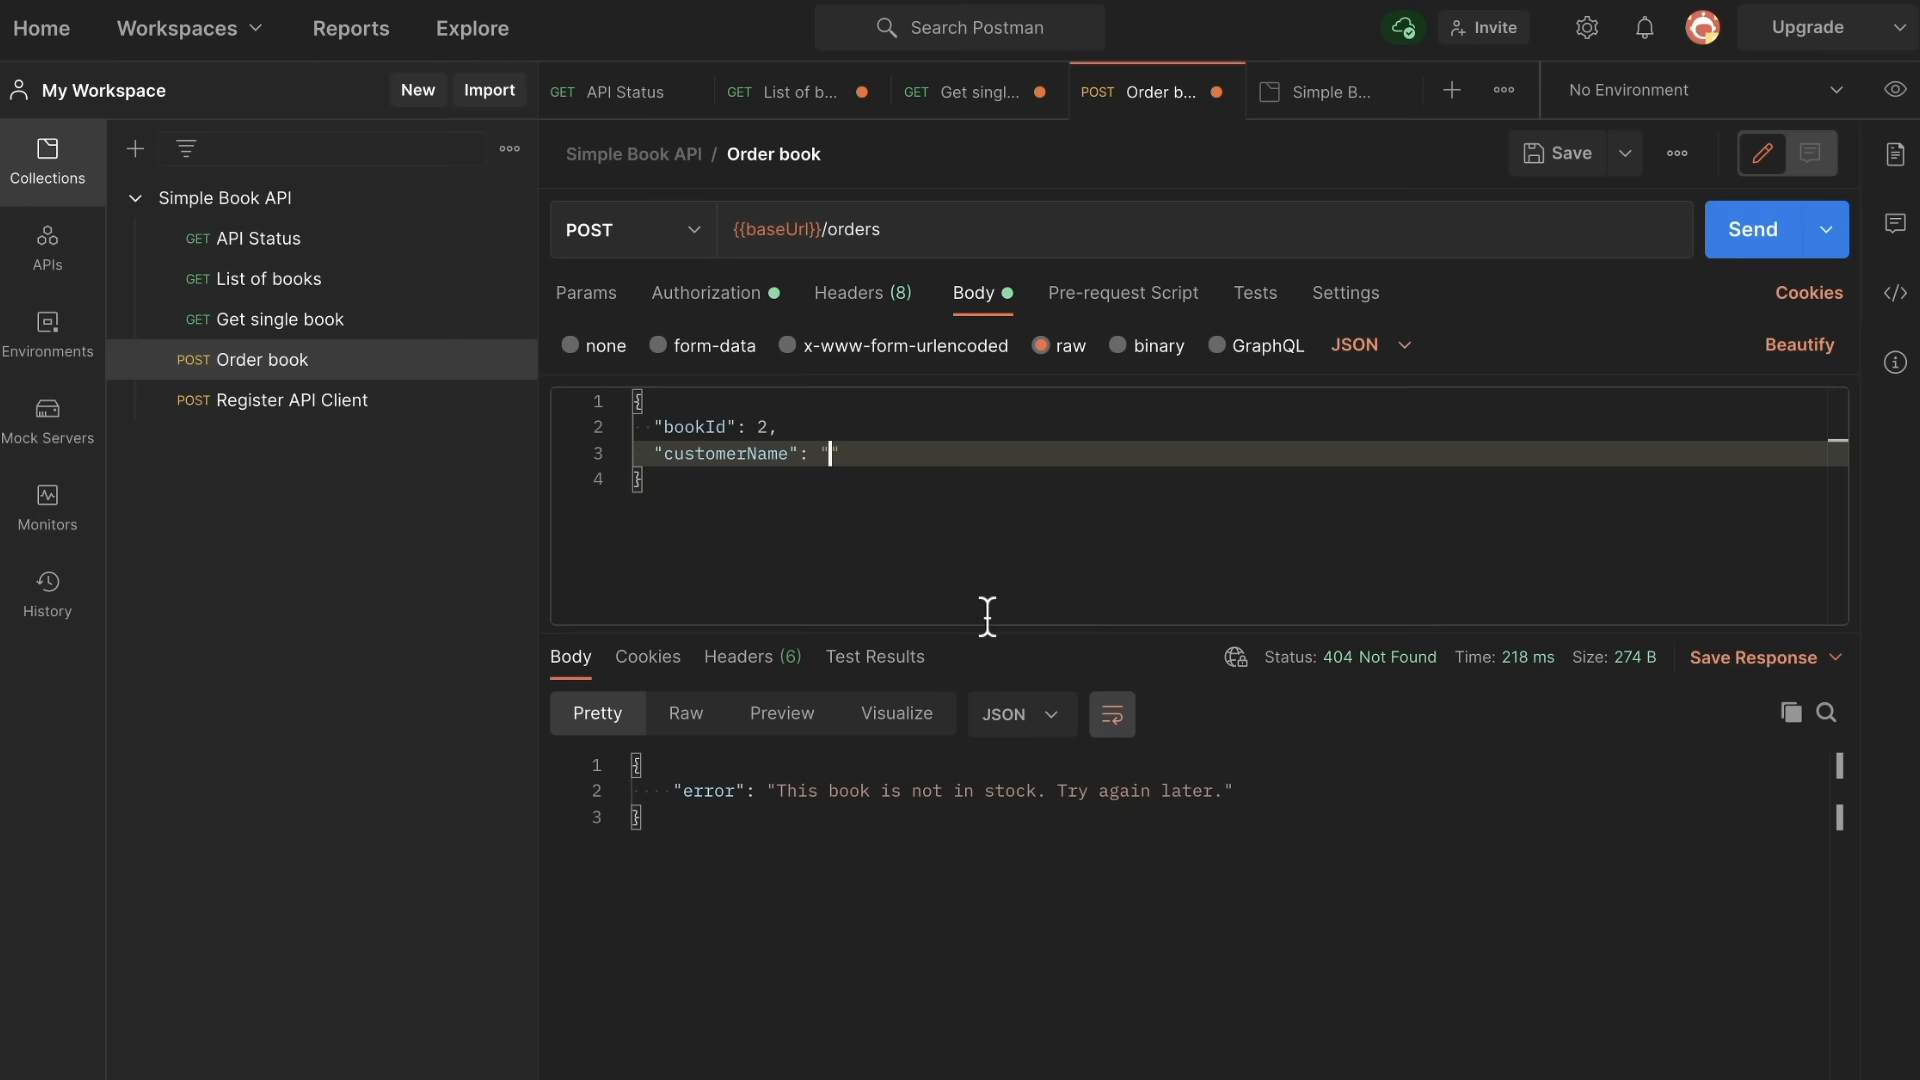 Home Workspaces Reports Explore Search Postman Invite Upgrade
My Workspace New Import GET API Status GET List of b... GET Get singl... POST Order b... Simple B... No Environment
Collections
APIs
Environments
Mock Servers
Monitors
History
Simple Book API
GET API Status
GET List of books
GET Get single book
POST Order book
POST Register API Client
Simple Book API / Order book Save
POST {{baseUrl}}/orders Send
Params Authorization Headers (8) Body Pre-request Script Tests Settings Cookies
none form-data x-www-form-urlencoded raw binary GraphQL JSON Beautify
1 {
2 "bookId": 2,
3 "customerName": ""
4 }
Body Cookies Headers (6) Test Results Status: 404 Not Found Time: 218 ms Size: 274 B Save Response
Pretty Raw Preview Visualize JSON
1 {
2 "error": "This book is not in stock. Try again later."
3 }